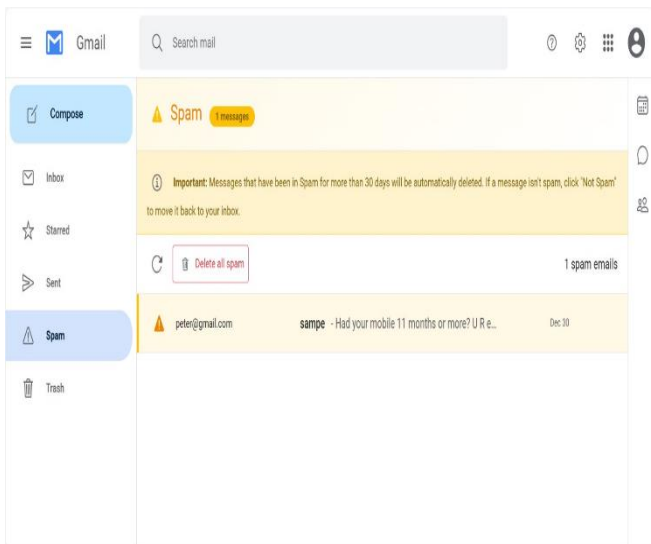 Gmail
Search mail
Compose
Spam 1 messages
Inbox
Important: Messages that have been in Spam for more than 30 days will be automatically deleted. If a message isn't spam, click "Not Spam"
to move it back to your inbox.
Starred
Sent
Delete all spam
1 spam emails
Spam
peter@gmail.com sampe - Had your mobile 11 months or more? U R e... Dec 30
Trash